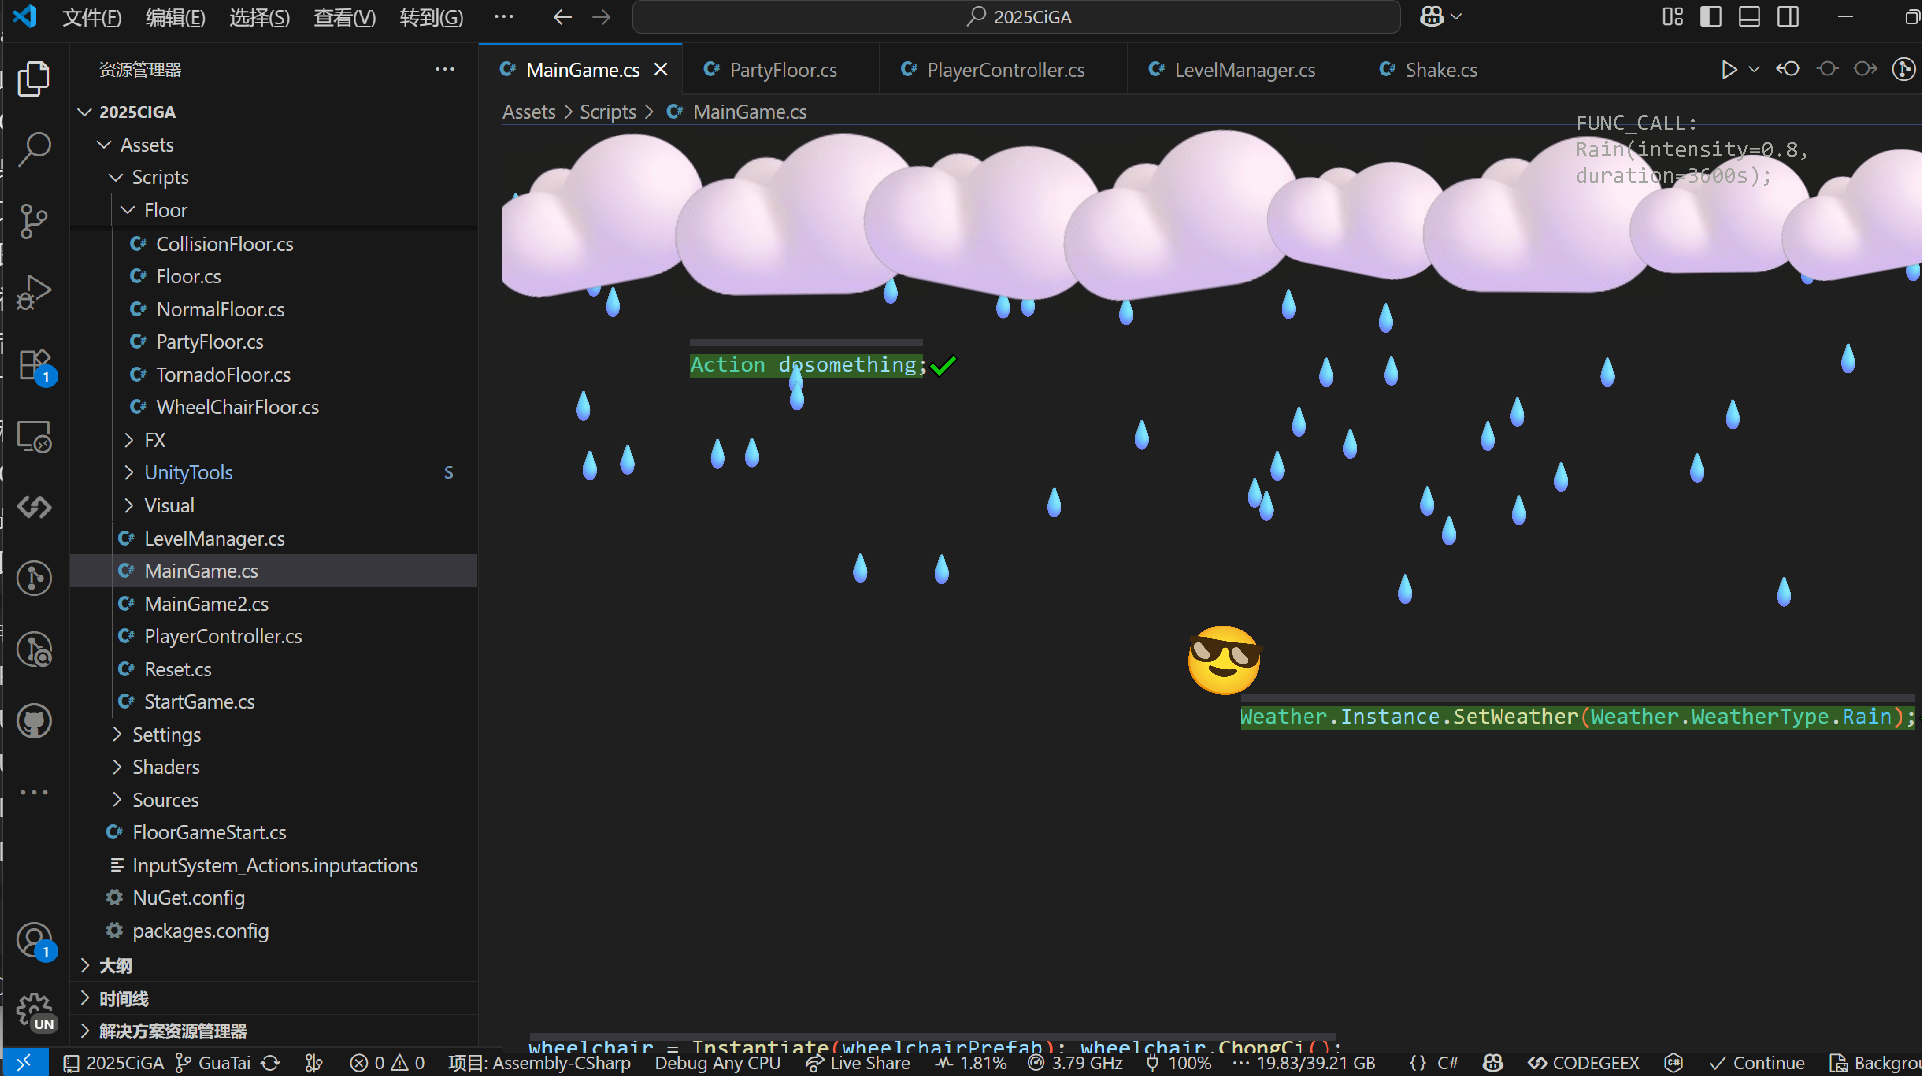 文件(F) 编辑(E) 选择(S) 查看(V) 转到(G) ··· 2025CiGA
资源管理器 ···
2025CIGA
Assets
Scripts
Floor
CollisionFloor.cs
Floor.cs
NormalFloor.cs
PartyFloor.cs
TornadoFloor.cs
WheelChairFloor.cs
FX
UnityTools S
Visual
LevelManager.cs
MainGame.cs
MainGame2.cs
PlayerController.cs
Reset.cs
StartGame.cs
Settings
Shaders
Sources
FloorGameStart.cs
InputSystem_Actions.inputactions
NuGet.config
packages.config
大纲
时间线
解决方案资源管理器
1
1
UN
MainGame.cs PartyFloor.cs PlayerController.cs LevelManager.cs Shake.cs
Assets > Scripts > MainGame.cs
FUNC_CALL:
Rain(intensity=0.8,
duration=3600s);
Action dosomething;
Weather.Instance.SetWeather(Weather.WeatherType.Rain);
wheelchair = Instantiate(wheelchairPrefab); wheelchair.ChongCi();
2025CiGA GuaTai 0 0 项目: Assembly-CSharp Debug Any CPU Live Share 1.81% 3.79 GHz 100% ··· 19.83/39.21 GB {} C# CODEGEEX Continue